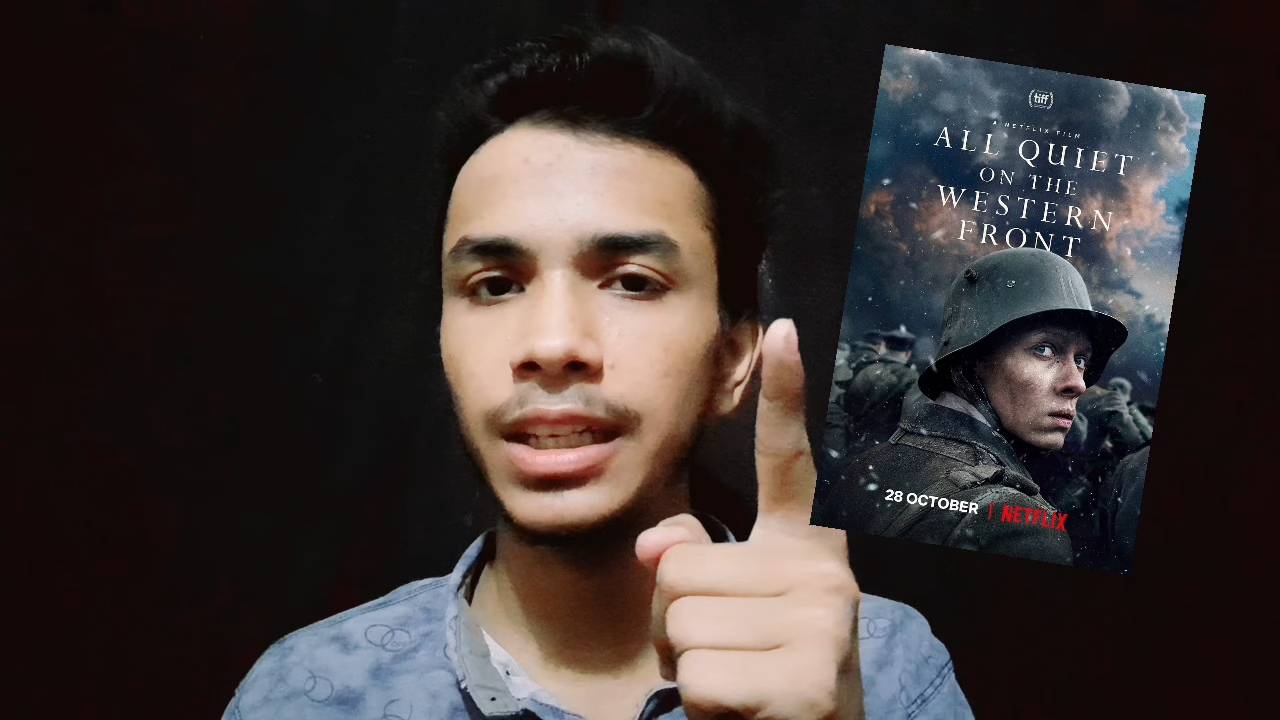 tiff
A NETFLIX FILM
ALL QUIET
ON THE
WESTERN
FRONT
28 OCTOBER | NETFLIX